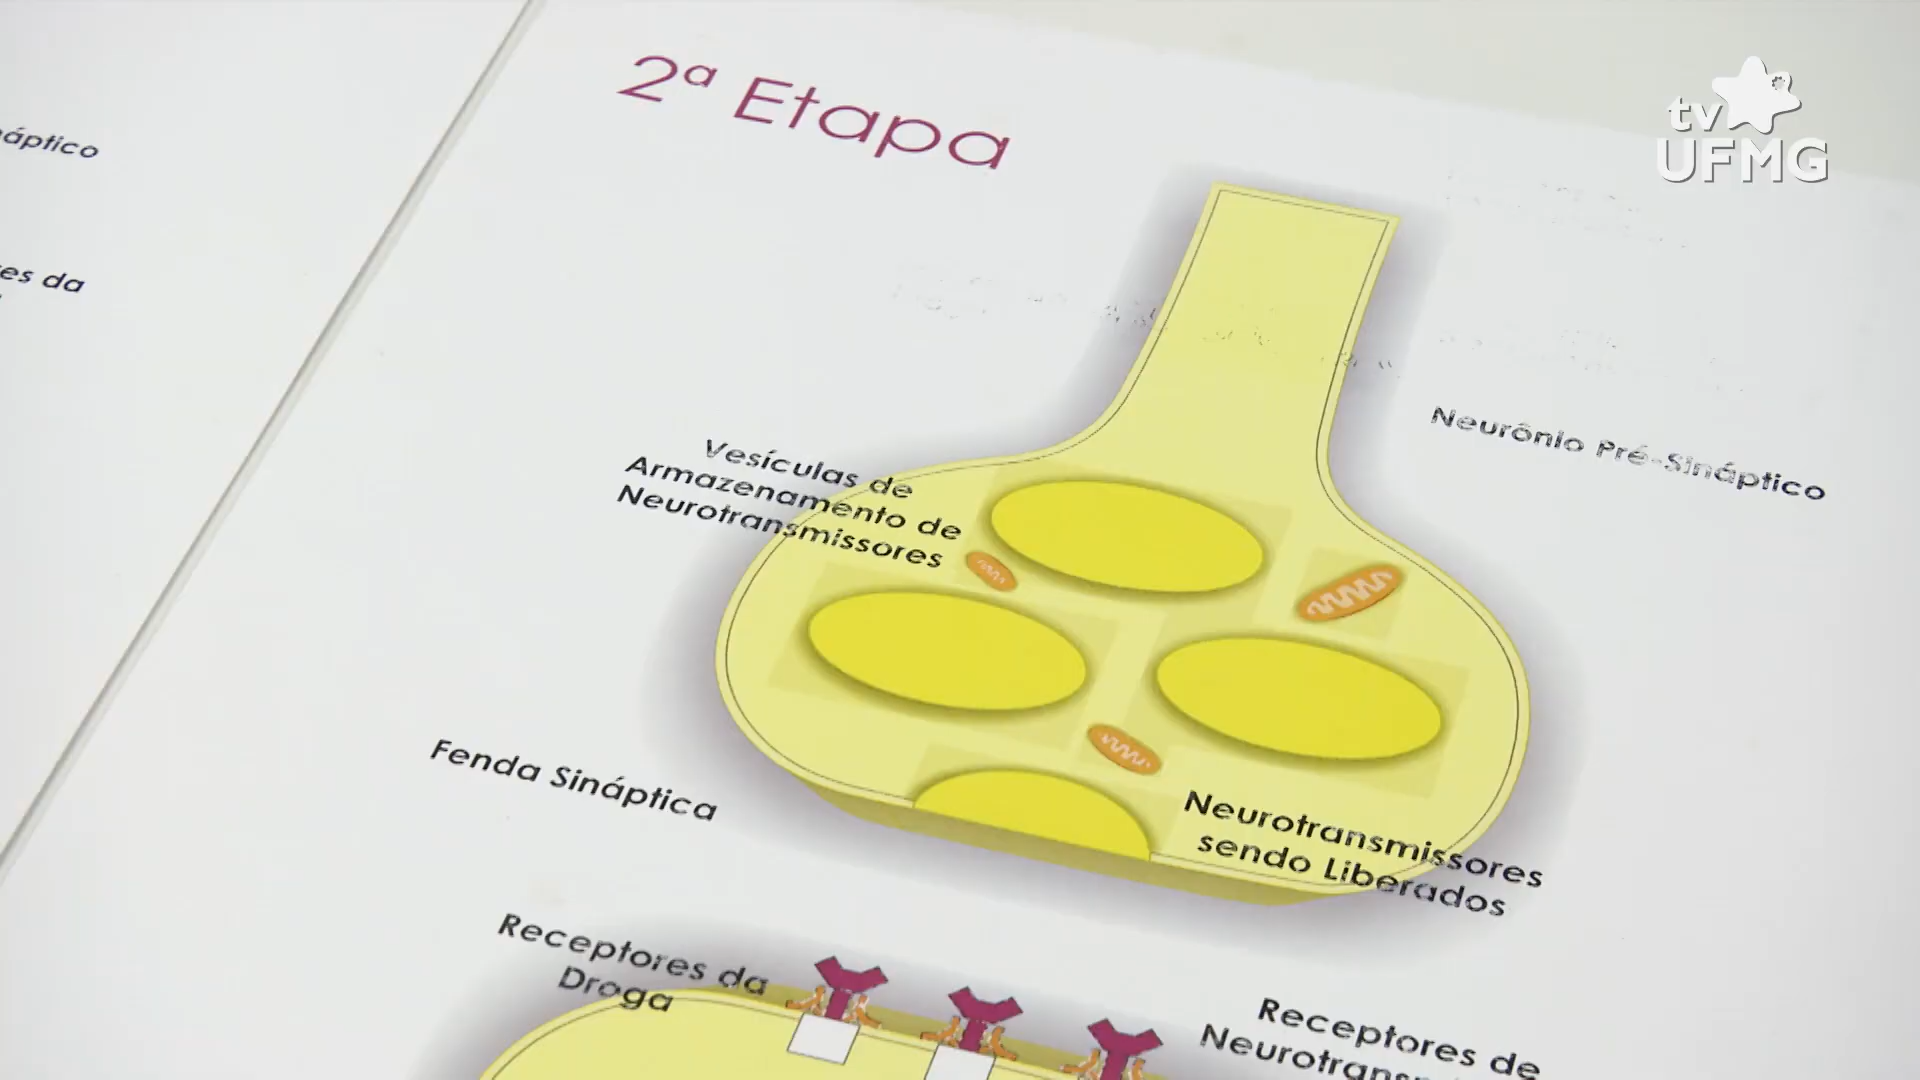 náptico
es da
2ª Etapa
tv
UFMG
Neurônio Pré-Sináptico
Vesículas de
Armazenamento de
Neurotransmissores
Fenda Sináptica
Neurotransmissores
sendo Liberados
Receptores da
Droga
Receptores de